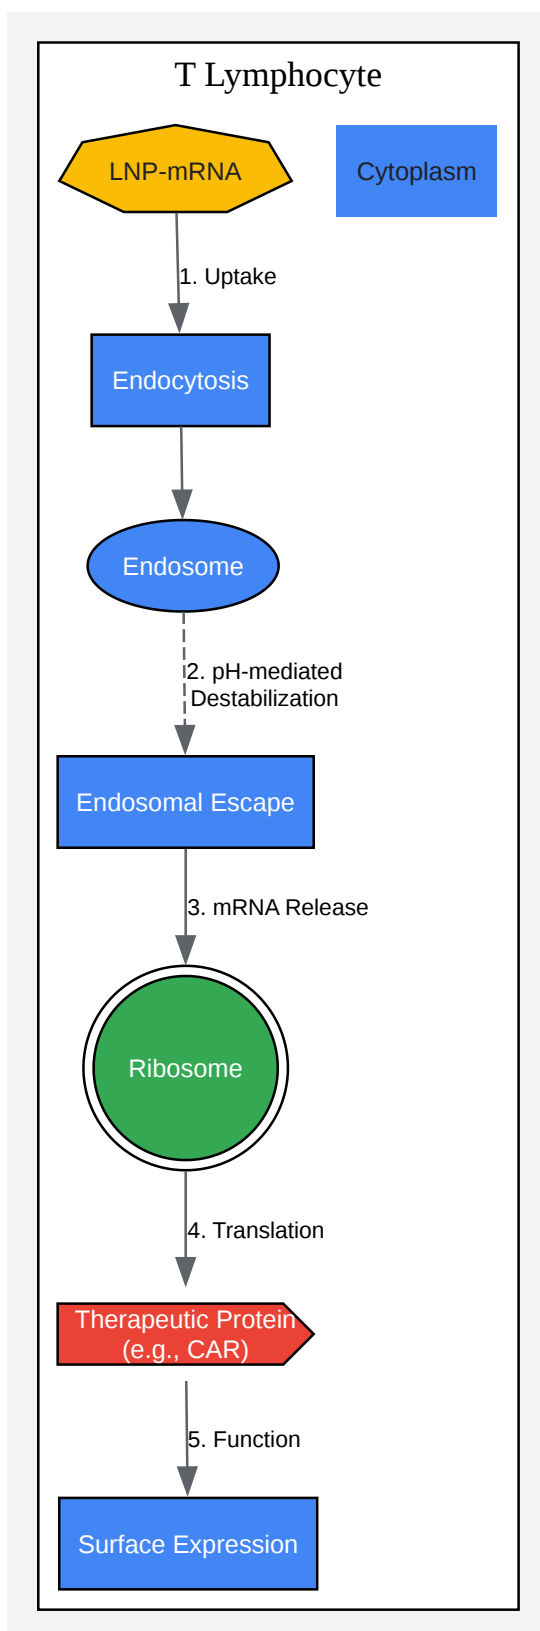 T Lymphocyte
LNP-mRNA
Cytoplasm
1. Uptake
Endocytosis
Endosome
2. pH-mediated
Destabilization
Endosomal Escape
3. mRNA Release
Ribosome
4. Translation
Therapeutic Protein
(e.g., CAR)
5. Function
Surface Expression